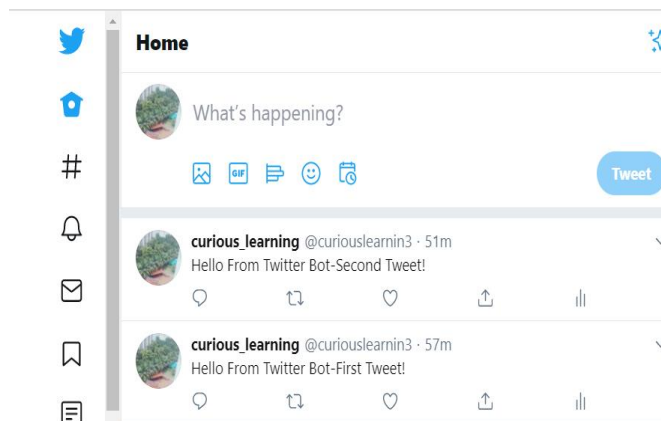 Home
What's happening?
GIF
Tweet
curious_learning @curiouslearnin3 · 51m
Hello From Twitter Bot-Second Tweet!
curious_learning @curiouslearnin3 · 57m
Hello From Twitter Bot-First Tweet!